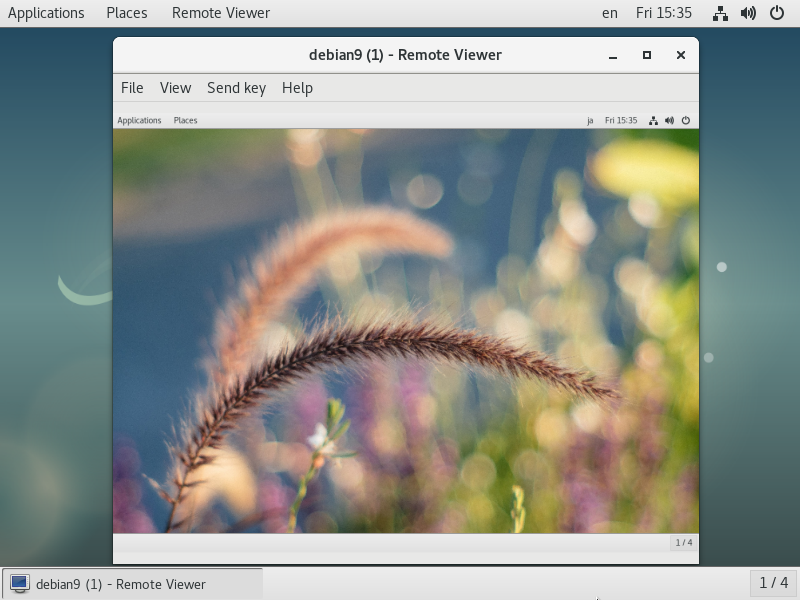 Applications Places Remote Viewer en Fri 15:35
debian9 (1) - Remote Viewer
File View Send key Help
Applications Places ja Fri 15:35
1 / 4
debian9 (1) - Remote Viewer 1 / 4